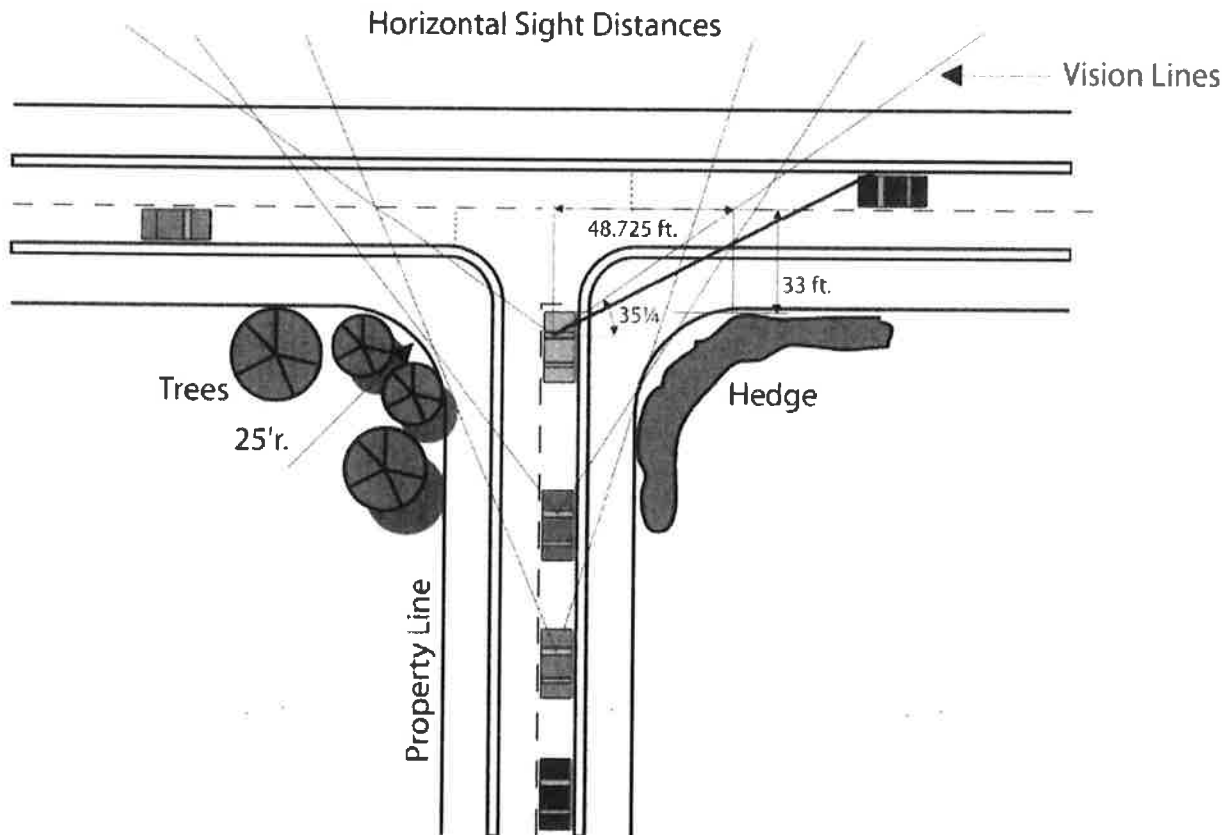 Horizontal Sight Distances
Vision Lines
48.725 ft.
33 ft.
35¼
Trees
Hedge
25'r.
Property Line